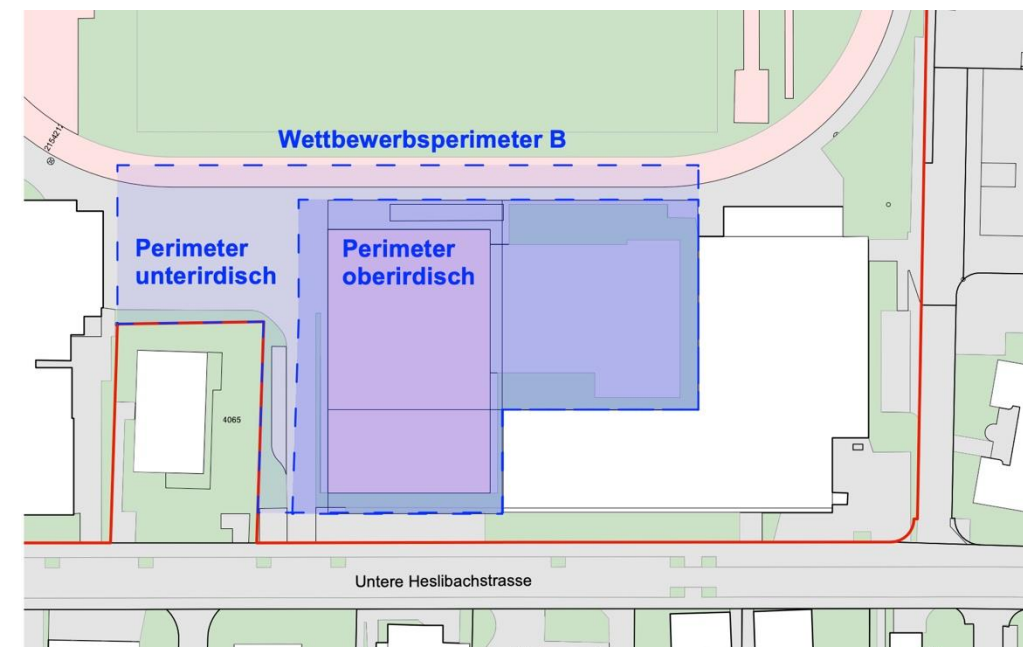 Wettbewerbsperimeter B
Perimeter
unterirdisch
Perimeter
oberirdisch
4065
Untere Heslibachstrasse